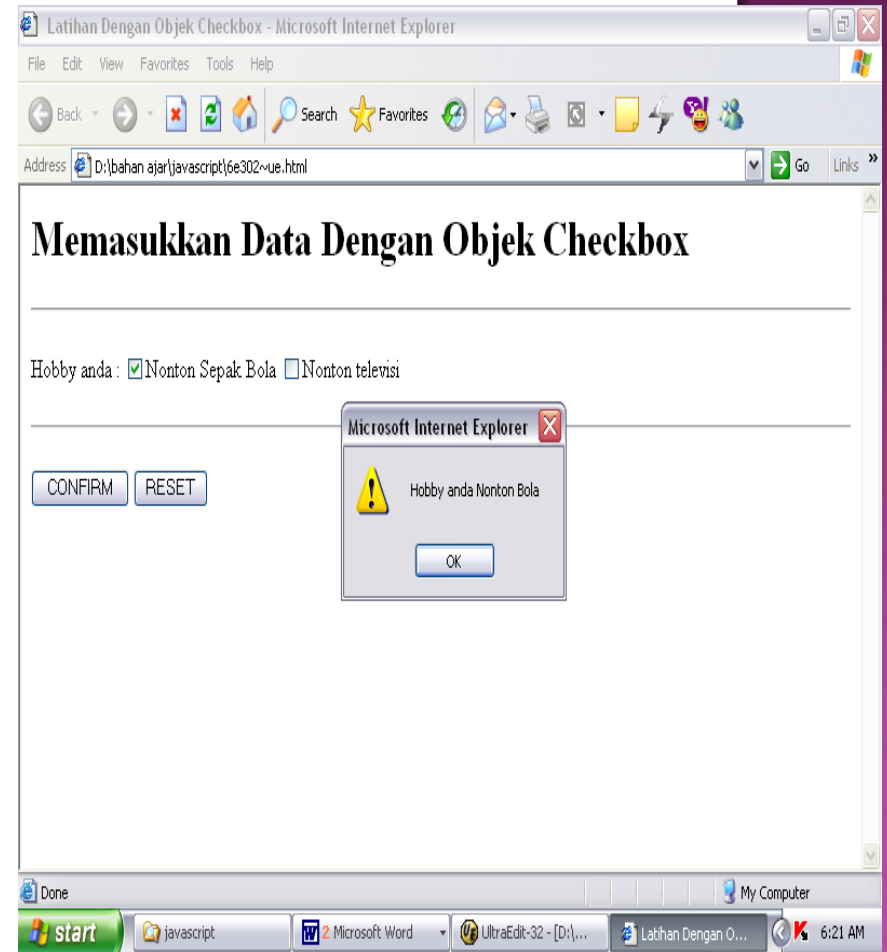 Latihan Dengan Objek Checkbox - Microsoft Internet Explorer
File Edit View Favorites Tools Help
Back Search Favorites
Address D:\bahan ajar\javascript\6e302~ue.html Go Links »
Memasukkan Data Dengan Objek Checkbox
Hobby anda : Nonton Sepak Bola Nonton televisi
Microsoft Internet Explorer
Hobby anda Nonton Bola
OK
CONFIRM RESET
Done My Computer
start javascript 2 Microsoft Word UltraEdit-32 - [D:\... Latihan Dengan O... 6:21 AM